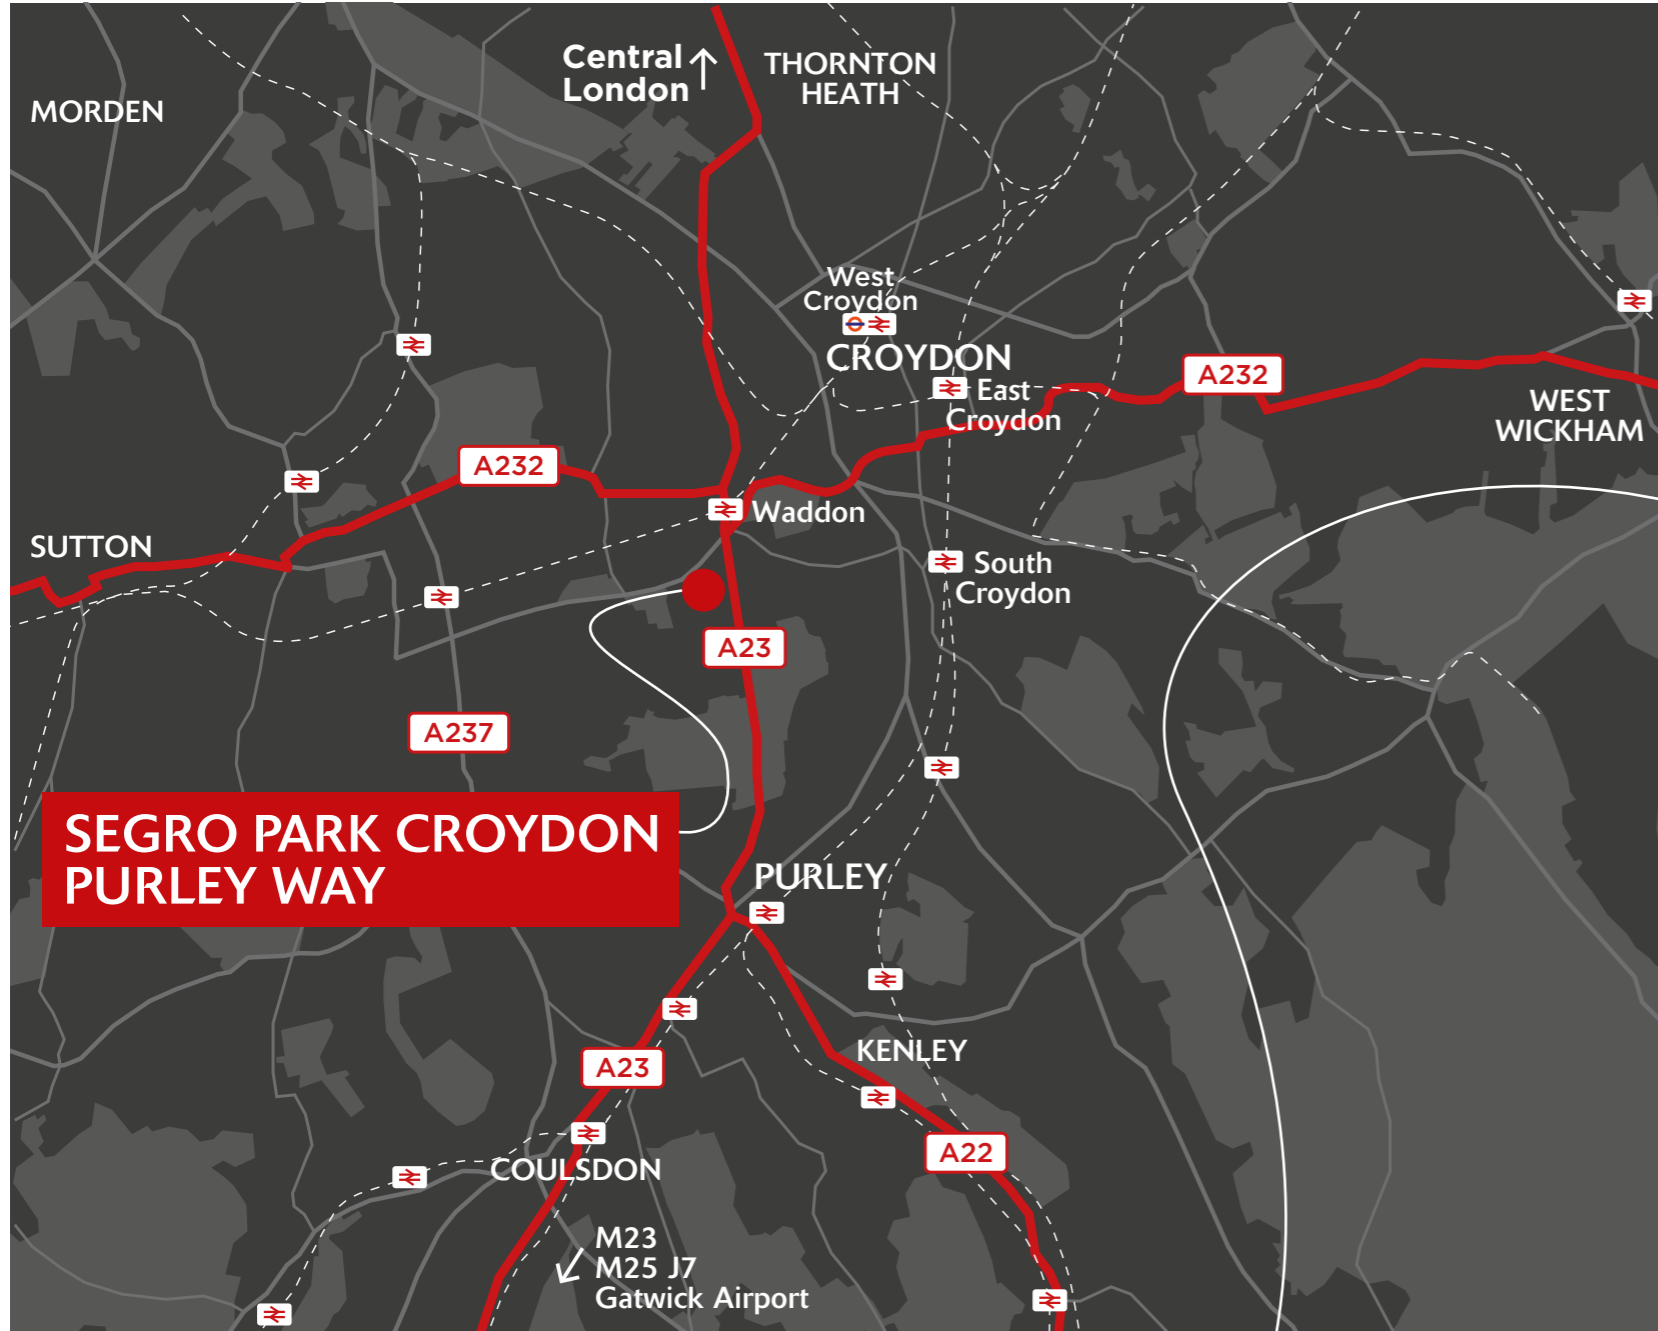 Central
London
THORNTON
HEATH
MORDEN
West
Croydon
CROYDON
A232
East
Croydon
WEST
WICKHAM
A232
Waddon
SUTTON
South
Croydon
A23
A237
SEGRO PARK CROYDON
PURLEY WAY
PURLEY
KENLEY
A23
A22
COULSDON
M23
M25 J7
Gatwick Airport